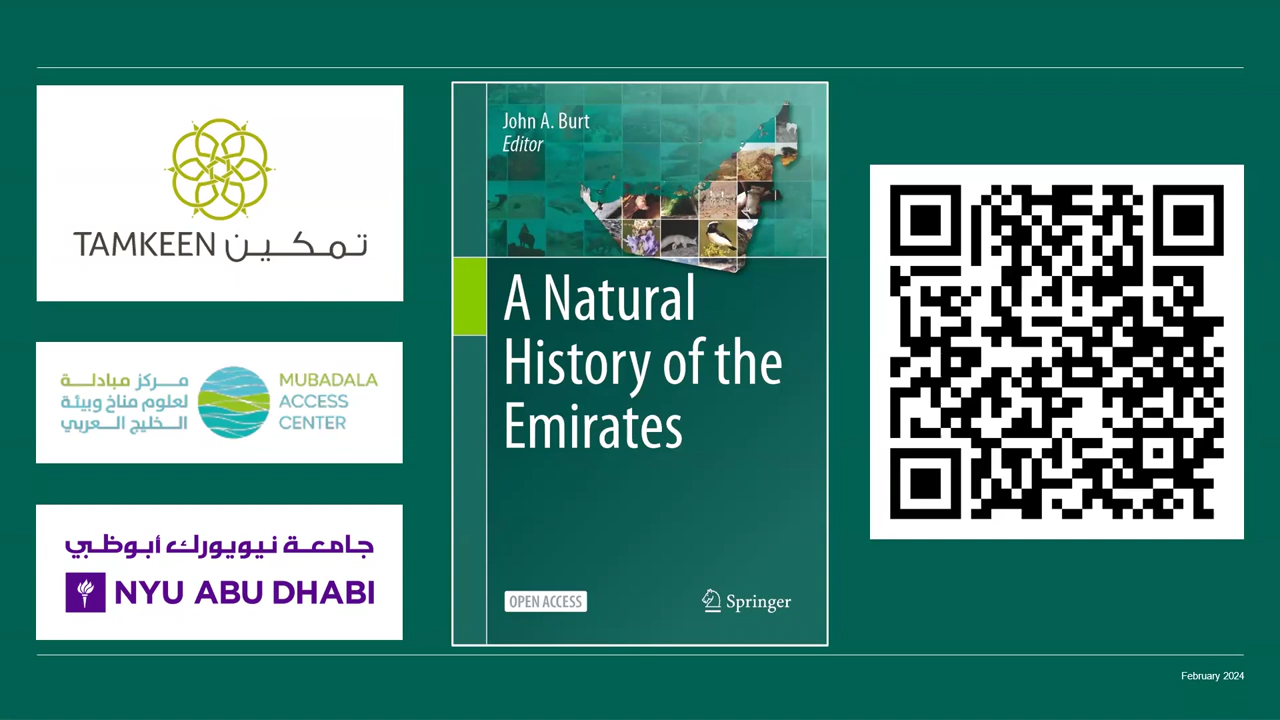 TAMKEEN تمكين
مركز مبادلة
لعلوم مناخ وبيئة
الخليج العربي
MUBADALA
ACCESS
CENTER
جامعة نيويورك أبوظبي
NYU ABU DHABI
John A. Burt
Editor
A Natural
History of the
Emirates
OPEN ACCESS
Springer
February 2024